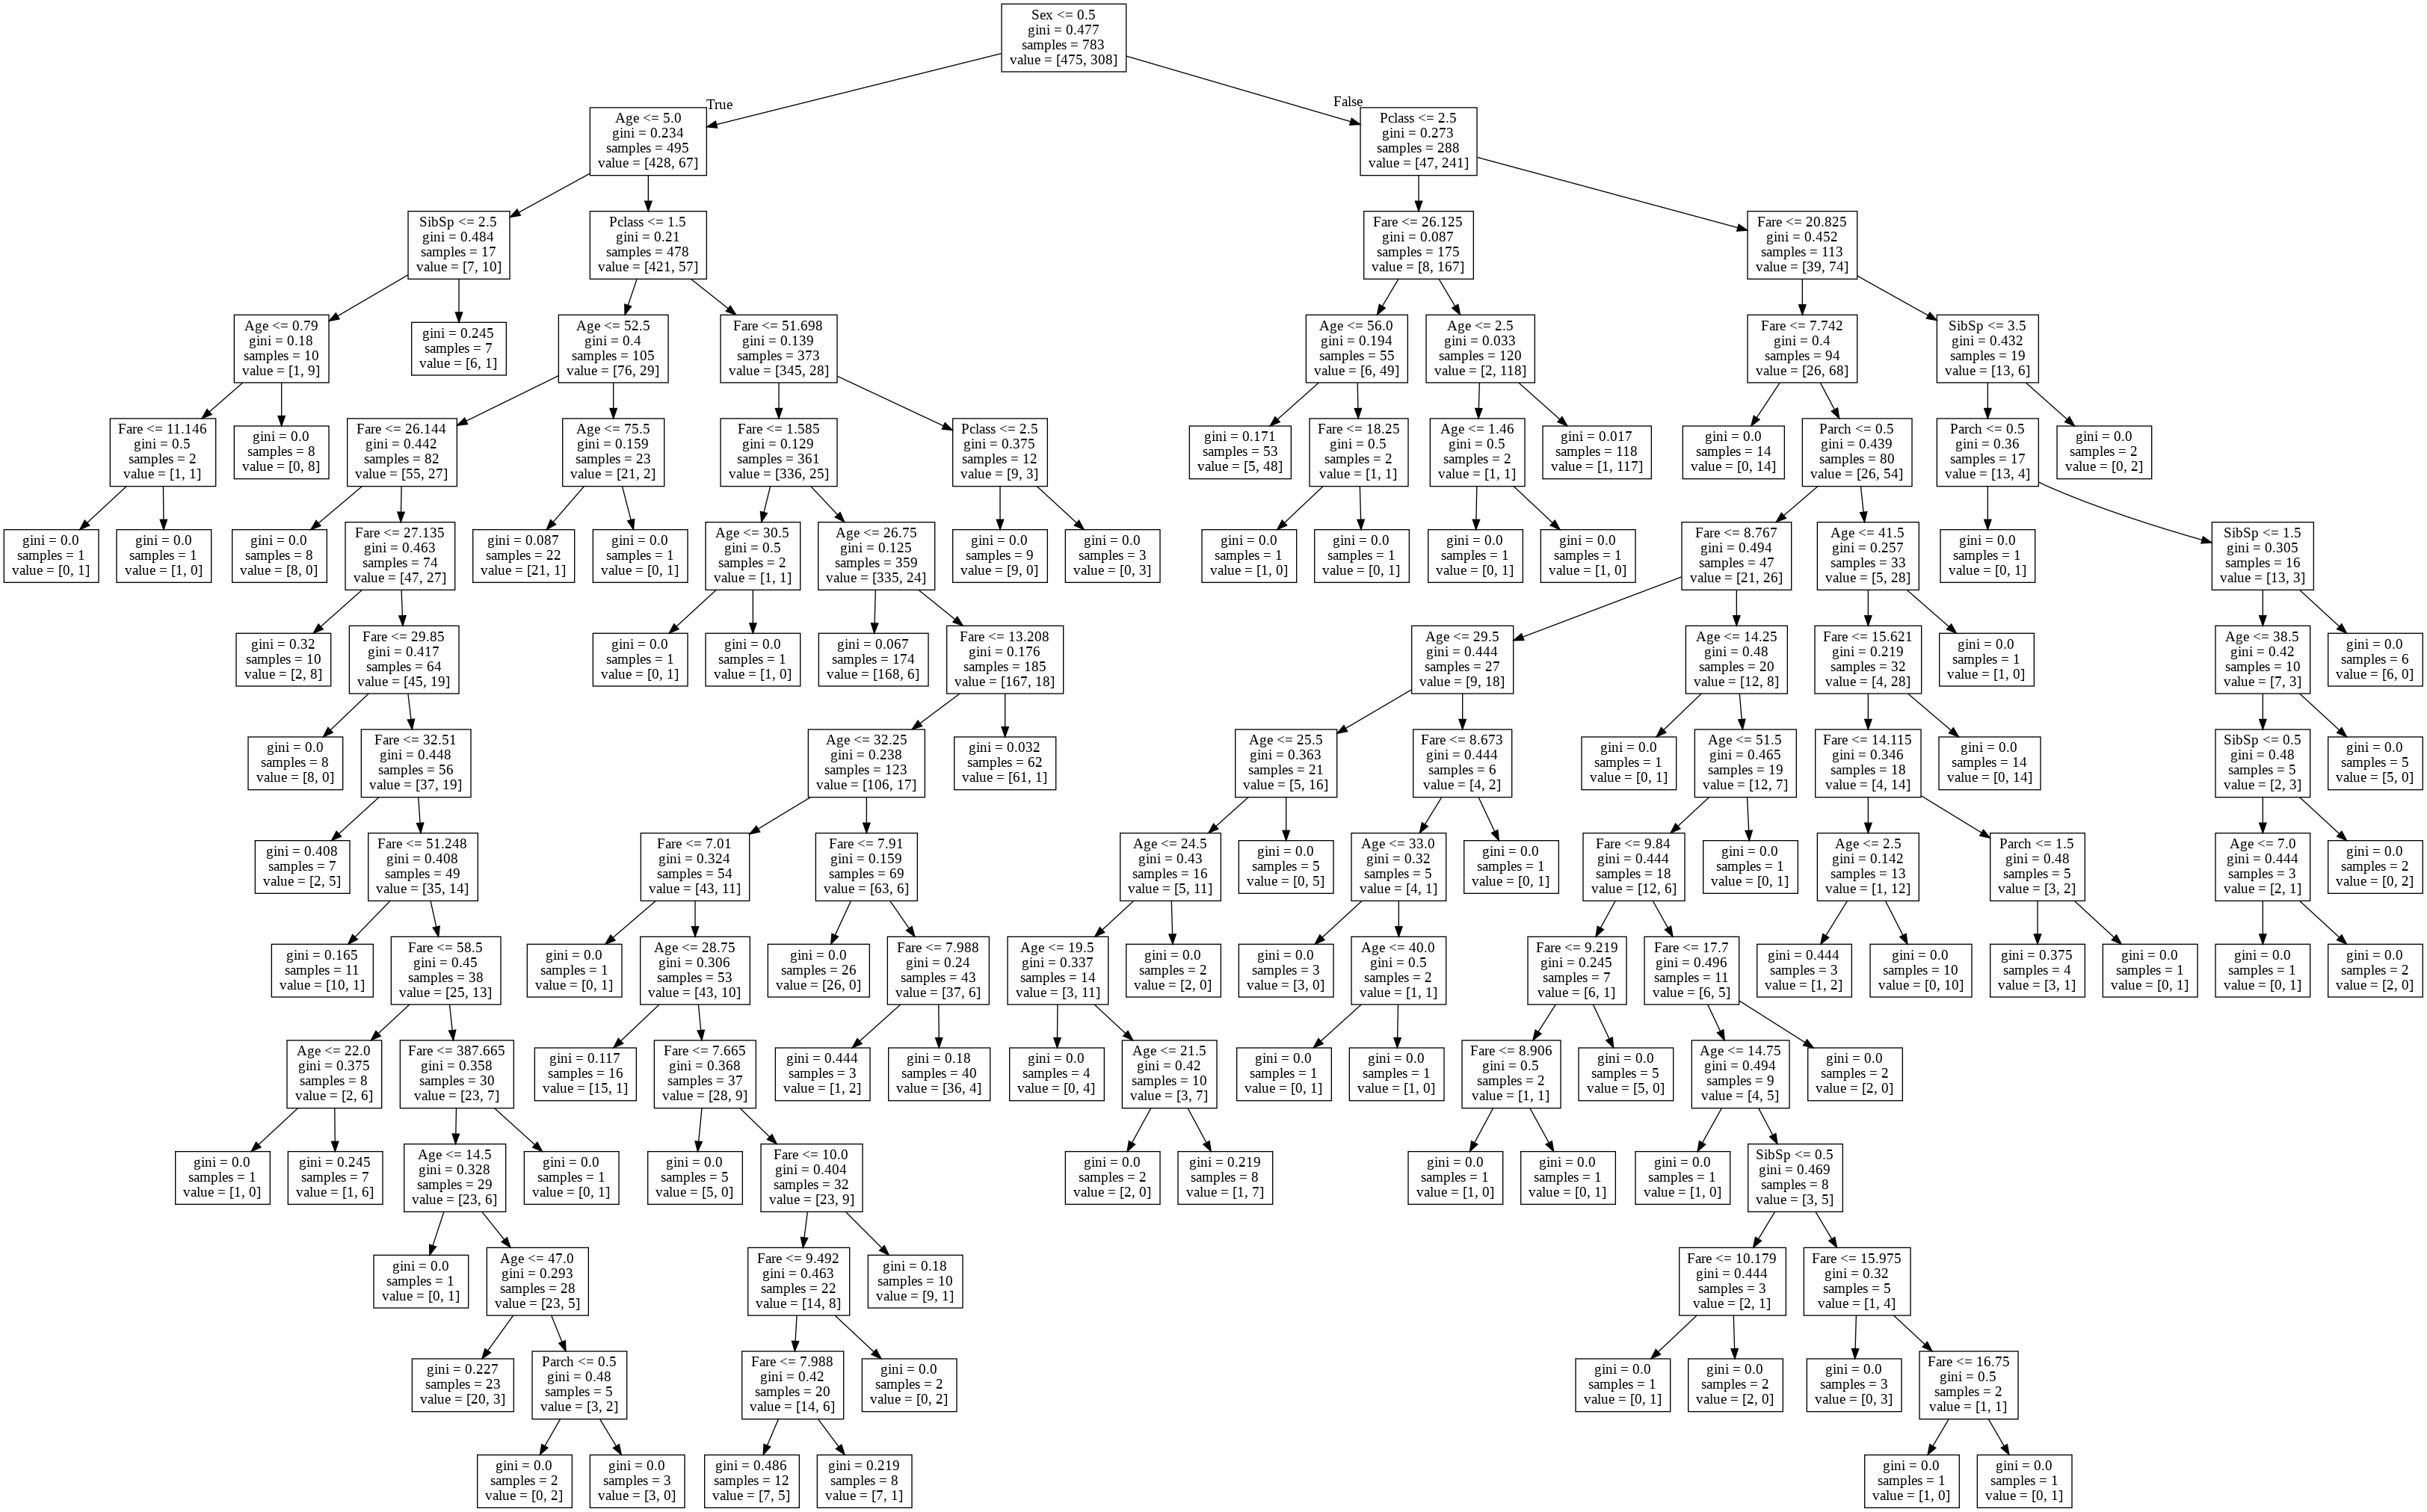 Sex <= 0.5
gini = 0.477
samples = 783
value = [475, 308]
True
False
Age <= 5.0
gini = 0.234
samples = 495
value = [428, 67]
Pclass <= 2.5
gini = 0.273
samples = 288
value = [47, 241]
SibSp <= 2.5
gini = 0.484
samples = 17
value = [7, 10]
Pclass <= 1.5
gini = 0.21
samples = 478
value = [421, 57]
Fare <= 26.125
gini = 0.087
samples = 175
value = [8, 167]
Fare <= 20.825
gini = 0.452
samples = 113
value = [39, 74]
Age <= 0.79
gini = 0.18
samples = 10
value = [1, 9]
gini = 0.245
samples = 7
value = [6, 1]
Age <= 52.5
gini = 0.4
samples = 105
value = [76, 29]
Fare <= 51.698
gini = 0.139
samples = 373
value = [345, 28]
Age <= 56.0
gini = 0.194
samples = 55
value = [6, 49]
Age <= 2.5
gini = 0.033
samples = 120
value = [2, 118]
Fare <= 7.742
gini = 0.4
samples = 94
value = [26, 68]
SibSp <= 3.5
gini = 0.432
samples = 19
value = [13, 6]
Fare <= 11.146
gini = 0.5
samples = 2
value = [1, 1]
gini = 0.0
samples = 8
value = [0, 8]
Fare <= 26.144
gini = 0.442
samples = 82
value = [55, 27]
Age <= 75.5
gini = 0.159
samples = 23
value = [21, 2]
Fare <= 1.585
gini = 0.129
samples = 361
value = [336, 25]
Pclass <= 2.5
gini = 0.375
samples = 12
value = [9, 3]
gini = 0.171
samples = 53
value = [5, 48]
Fare <= 18.25
gini = 0.5
samples = 2
value = [1, 1]
Age <= 1.46
gini = 0.5
samples = 2
value = [1, 1]
gini = 0.017
samples = 118
value = [1, 117]
gini = 0.0
samples = 14
value = [0, 14]
Parch <= 0.5
gini = 0.439
samples = 80
value = [26, 54]
Parch <= 0.5
gini = 0.36
samples = 17
value = [13, 4]
gini = 0.0
samples = 2
value = [0, 2]
gini = 0.0
samples = 1
value = [0, 1]
gini = 0.0
samples = 1
value = [1, 0]
gini = 0.0
samples = 8
value = [8, 0]
Fare <= 27.135
gini = 0.463
samples = 74
value = [47, 27]
gini = 0.087
samples = 22
value = [21, 1]
gini = 0.0
samples = 1
value = [0, 1]
Age <= 30.5
gini = 0.5
samples = 2
value = [1, 1]
Age <= 26.75
gini = 0.125
samples = 359
value = [335, 24]
gini = 0.0
samples = 9
value = [9, 0]
gini = 0.0
samples = 3
value = [0, 3]
gini = 0.0
samples = 1
value = [1, 0]
gini = 0.0
samples = 1
value = [0, 1]
gini = 0.0
samples = 1
value = [0, 1]
gini = 0.0
samples = 1
value = [1, 0]
Fare <= 8.767
gini = 0.494
samples = 47
value = [21, 26]
Age <= 41.5
gini = 0.257
samples = 33
value = [5, 28]
gini = 0.0
samples = 1
value = [0, 1]
SibSp <= 1.5
gini = 0.305
samples = 16
value = [13, 3]
gini = 0.32
samples = 10
value = [2, 8]
Fare <= 29.85
gini = 0.417
samples = 64
value = [45, 19]
gini = 0.0
samples = 1
value = [0, 1]
gini = 0.0
samples = 1
value = [1, 0]
gini = 0.067
samples = 174
value = [168, 6]
Fare <= 13.208
gini = 0.176
samples = 185
value = [167, 18]
Age <= 29.5
gini = 0.444
samples = 27
value = [9, 18]
Age <= 14.25
gini = 0.48
samples = 20
value = [12, 8]
Fare <= 15.621
gini = 0.219
samples = 32
value = [4, 28]
gini = 0.0
samples = 1
value = [1, 0]
Age <= 38.5
gini = 0.42
samples = 10
value = [7, 3]
gini = 0.0
samples = 6
value = [6, 0]
gini = 0.0
samples = 8
value = [8, 0]
Fare <= 32.51
gini = 0.448
samples = 56
value = [37, 19]
Age <= 32.25
gini = 0.238
samples = 123
value = [106, 17]
gini = 0.032
samples = 62
value = [61, 1]
Age <= 25.5
gini = 0.363
samples = 21
value = [5, 16]
Fare <= 8.673
gini = 0.444
samples = 6
value = [4, 2]
gini = 0.0
samples = 1
value = [0, 1]
Age <= 51.5
gini = 0.465
samples = 19
value = [12, 7]
Fare <= 14.115
gini = 0.346
samples = 18
value = [4, 14]
gini = 0.0
samples = 14
value = [0, 14]
SibSp <= 0.5
gini = 0.48
samples = 5
value = [2, 3]
gini = 0.0
samples = 5
value = [5, 0]
gini = 0.408
samples = 7
value = [2, 5]
Fare <= 51.248
gini = 0.408
samples = 49
value = [35, 14]
Fare <= 7.01
gini = 0.324
samples = 54
value = [43, 11]
Fare <= 7.91
gini = 0.159
samples = 69
value = [63, 6]
Age <= 24.5
gini = 0.43
samples = 16
value = [5, 11]
gini = 0.0
samples = 5
value = [0, 5]
Age <= 33.0
gini = 0.32
samples = 5
value = [4, 1]
gini = 0.0
samples = 1
value = [0, 1]
Fare <= 9.84
gini = 0.444
samples = 18
value = [12, 6]
gini = 0.0
samples = 1
value = [0, 1]
Age <= 2.5
gini = 0.142
samples = 13
value = [1, 12]
Parch <= 1.5
gini = 0.48
samples = 5
value = [3, 2]
Age <= 7.0
gini = 0.444
samples = 3
value = [2, 1]
gini = 0.0
samples = 2
value = [0, 2]
gini = 0.165
samples = 11
value = [10, 1]
Fare <= 58.5
gini = 0.45
samples = 38
value = [25, 13]
gini = 0.0
samples = 1
value = [0, 1]
Age <= 28.75
gini = 0.306
samples = 53
value = [43, 10]
gini = 0.0
samples = 26
value = [26, 0]
Fare <= 7.988
gini = 0.24
samples = 43
value = [37, 6]
Age <= 19.5
gini = 0.337
samples = 14
value = [3, 11]
gini = 0.0
samples = 2
value = [2, 0]
gini = 0.0
samples = 3
value = [3, 0]
Age <= 40.0
gini = 0.5
samples = 2
value = [1, 1]
Fare <= 9.219
gini = 0.245
samples = 7
value = [6, 1]
Fare <= 17.7
gini = 0.496
samples = 11
value = [6, 5]
gini = 0.444
samples = 3
value = [1, 2]
gini = 0.0
samples = 10
value = [0, 10]
gini = 0.375
samples = 4
value = [3, 1]
gini = 0.0
samples = 1
value = [0, 1]
gini = 0.0
samples = 1
value = [0, 1]
gini = 0.0
samples = 2
value = [2, 0]
Age <= 22.0
gini = 0.375
samples = 8
value = [2, 6]
Fare <= 387.665
gini = 0.358
samples = 30
value = [23, 7]
gini = 0.117
samples = 16
value = [15, 1]
Fare <= 7.665
gini = 0.368
samples = 37
value = [28, 9]
gini = 0.444
samples = 3
value = [1, 2]
gini = 0.18
samples = 40
value = [36, 4]
gini = 0.0
samples = 4
value = [0, 4]
Age <= 21.5
gini = 0.42
samples = 10
value = [3, 7]
gini = 0.0
samples = 1
value = [0, 1]
gini = 0.0
samples = 1
value = [1, 0]
Fare <= 8.906
gini = 0.5
samples = 2
value = [1, 1]
gini = 0.0
samples = 5
value = [5, 0]
Age <= 14.75
gini = 0.494
samples = 9
value = [4, 5]
gini = 0.0
samples = 2
value = [2, 0]
gini = 0.0
samples = 1
value = [1, 0]
gini = 0.245
samples = 7
value = [1, 6]
Age <= 14.5
gini = 0.328
samples = 29
value = [23, 6]
gini = 0.0
samples = 1
value = [0, 1]
gini = 0.0
samples = 5
value = [5, 0]
Fare <= 10.0
gini = 0.404
samples = 32
value = [23, 9]
gini = 0.0
samples = 2
value = [2, 0]
gini = 0.219
samples = 8
value = [1, 7]
gini = 0.0
samples = 1
value = [1, 0]
gini = 0.0
samples = 1
value = [0, 1]
gini = 0.0
samples = 1
value = [1, 0]
SibSp <= 0.5
gini = 0.469
samples = 8
value = [3, 5]
gini = 0.0
samples = 1
value = [0, 1]
Age <= 47.0
gini = 0.293
samples = 28
value = [23, 5]
Fare <= 9.492
gini = 0.463
samples = 22
value = [14, 8]
gini = 0.18
samples = 10
value = [9, 1]
Fare <= 10.179
gini = 0.444
samples = 3
value = [2, 1]
Fare <= 15.975
gini = 0.32
samples = 5
value = [1, 4]
gini = 0.227
samples = 23
value = [20, 3]
Parch <= 0.5
gini = 0.48
samples = 5
value = [3, 2]
Fare <= 7.988
gini = 0.42
samples = 20
value = [14, 6]
gini = 0.0
samples = 2
value = [0, 2]
gini = 0.0
samples = 1
value = [0, 1]
gini = 0.0
samples = 2
value = [2, 0]
gini = 0.0
samples = 3
value = [0, 3]
Fare <= 16.75
gini = 0.5
samples = 2
value = [1, 1]
gini = 0.0
samples = 2
value = [0, 2]
gini = 0.0
samples = 3
value = [3, 0]
gini = 0.486
samples = 12
value = [7, 5]
gini = 0.219
samples = 8
value = [7, 1]
gini = 0.0
samples = 1
value = [1, 0]
gini = 0.0
samples = 1
value = [0, 1]